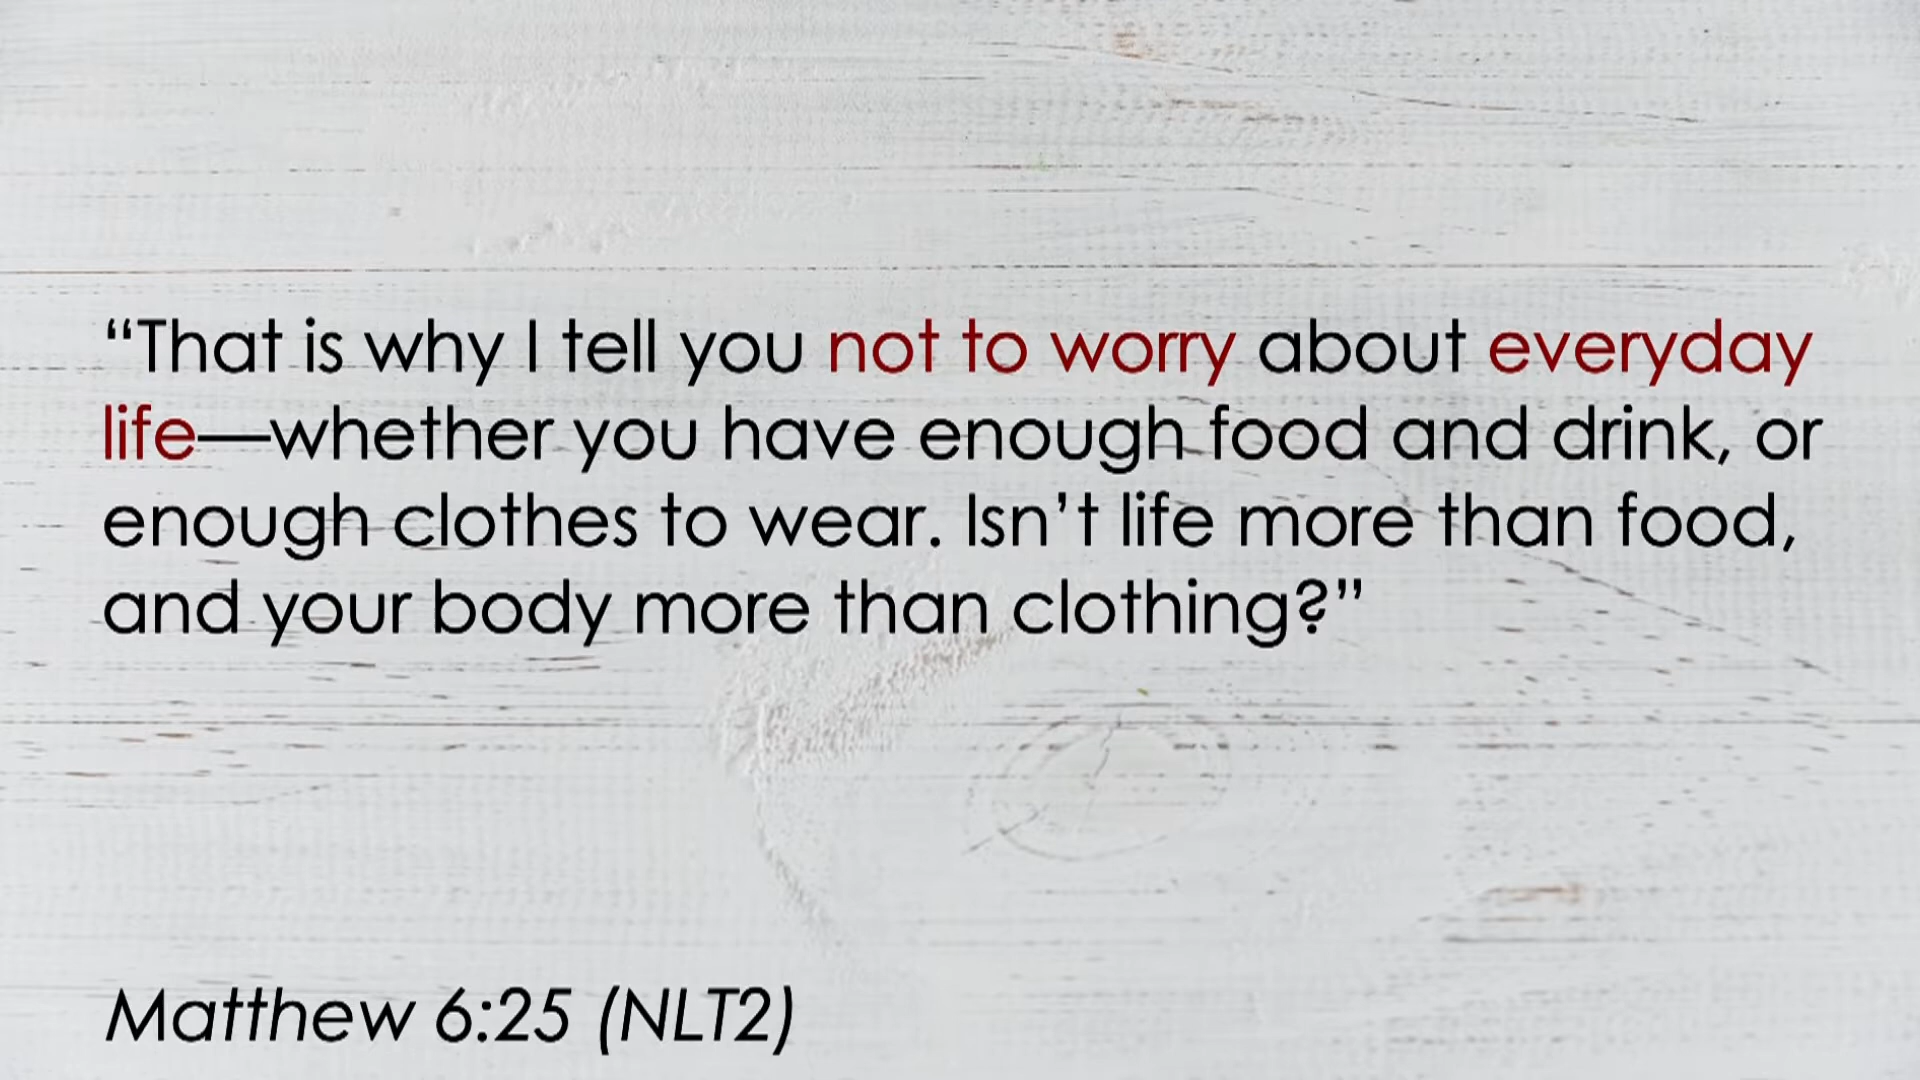 “That is why I tell you not to worry about everyday
life—whether you have enough food and drink, or
enough clothes to wear. Isn’t life more than food,
and your body more than clothing?”
Matthew 6:25 (NLT2)